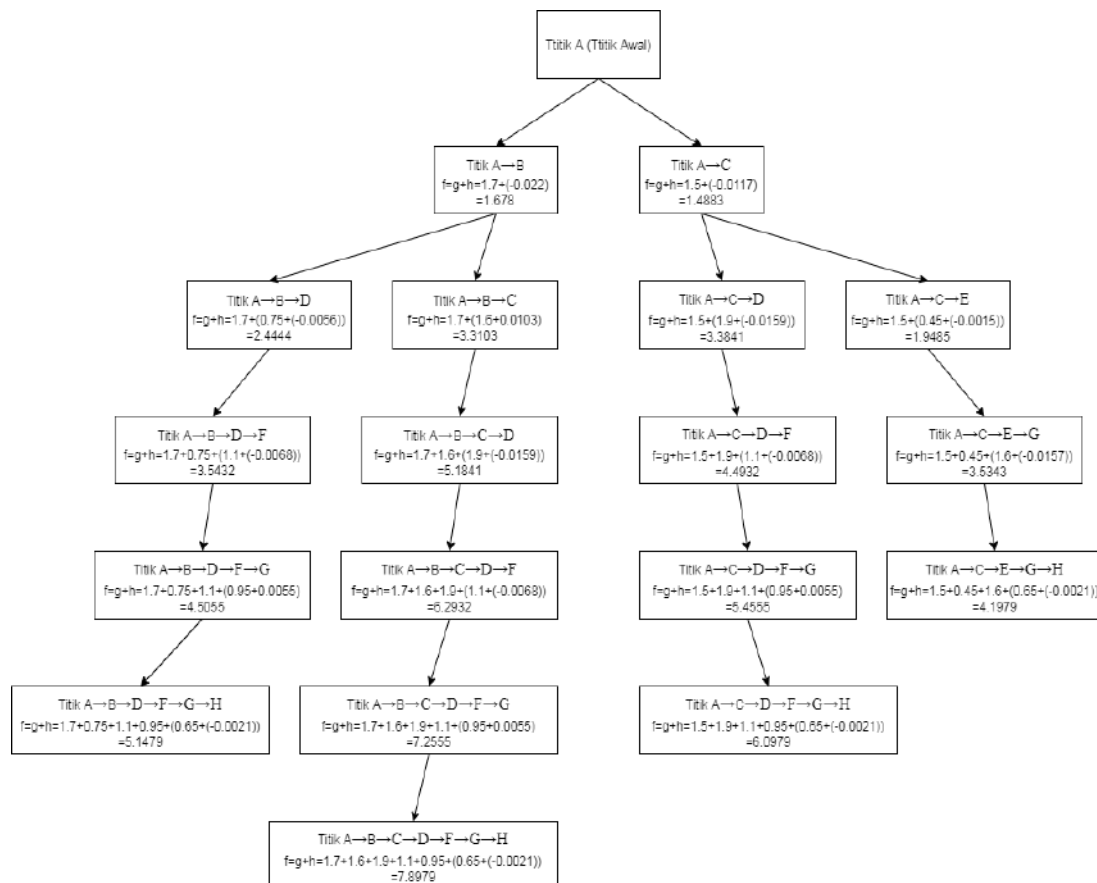 Ttitik A (Ttitik Awal)
Titik A→B
f=g+h=1.7+(-0.022)
=1.678
Titik A→C
f=g+h=1.5+(-0.0117)
=1.4883
Titik A→B→D
f=g+h=1.7+(0.75+(-0.0056))
=2.4444
Titik A→B→C
f=g+h=1.7+(1.6+0.0103)
=3.3103
Titik A→C→D
f=g+h=1.5+(1.9+(-0.0159))
=3.3841
Titik A→C→E
f=g+h=1.5+(0.45+(-0.0015))
=1.9485
Titik A→B→D→F
f=g+h=1.7+0.75+(1.1+(-0.0068))
=3.5432
Titik A→B→C→D
f=g+h=1.7+1.6+(1.9+(-0.0159))
=5.1841
Titik A→C→D→F
f=g+h=1.5+1.9+(1.1+(-0.0068))
=4.4932
Titik A→C→E→G
f=g+h=1.5+0.45+(1.6+(-0.0157))
=3.5343
Titik A→B→D→F→G
f=g+h=1.7+0.75+1.1+(0.95+0.0055)
=4.5055
Titik A→B→C→D→F
f=g+h=1.7+1.6+1.9+(1.1+(-0.0068))
=6.2932
Titik A→C→D→F→G
f=g+h=1.5+1.9+1.1+(0.95+0.0055)
=5.4555
Titik A→C→E→G→H
f=g+h=1.5+0.45+1.6+(0.65+(-0.0021))
=4.1979
Titik A→B→D→F→G→H
f=g+h=1.7+0.75+1.1+0.95+(0.65+(-0.0021))
=5.1479
Titik A→B→C→D→F→G
f=g+h=1.7+1.6+1.9+1.1+(0.95+0.0055)
=7.2555
Titik A→C→D→F→G→H
f=g+h=1.5+1.9+1.1+0.95+(0.65+(-0.0021))
=6.0979
Titik A→B→C→D→F→G→H
f=g+h=1.7+1.6+1.9+1.1+0.95+(0.65+(-0.0021))
=7.8979